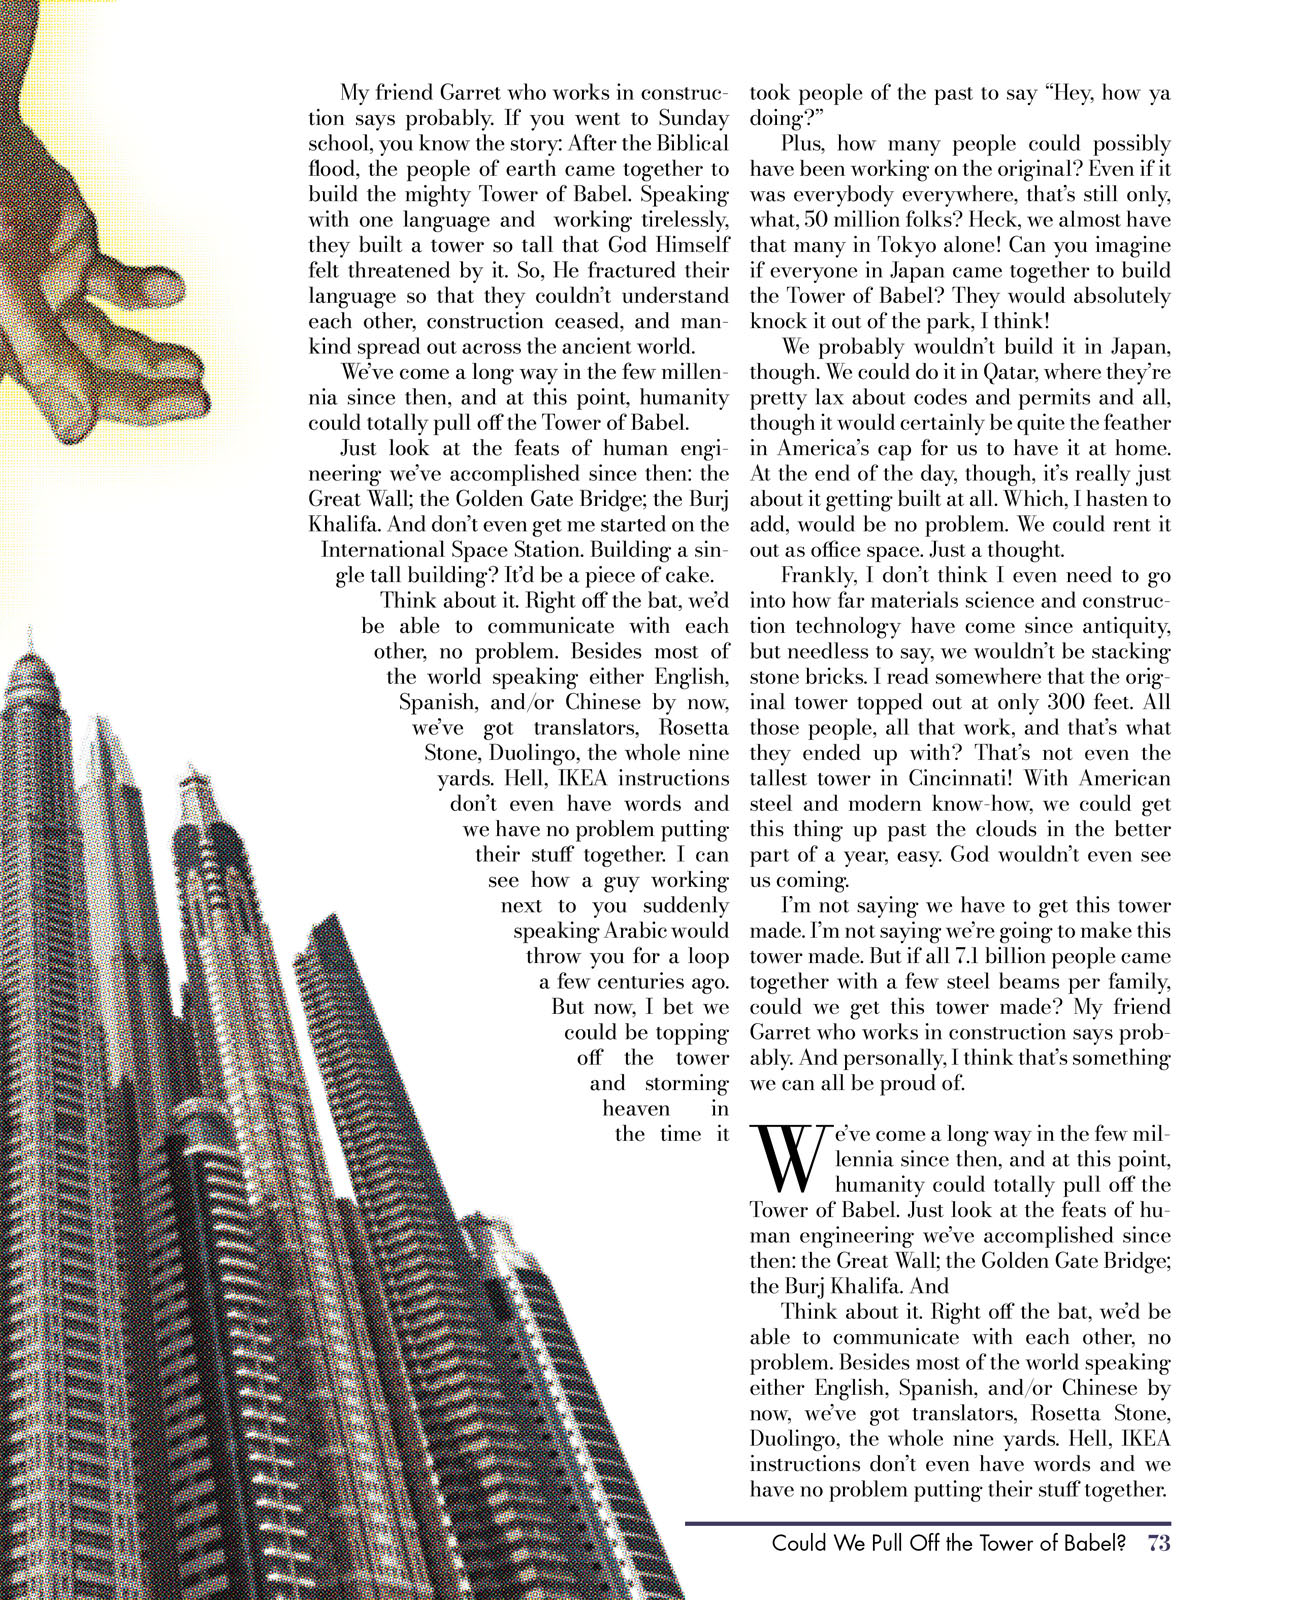 My friend Garret who works in construc-
tion says probably. If you went to Sunday
school, you know the story: After the Biblical
flood, the people of earth came together to
build the mighty Tower of Babel. Speaking
with one language and  working tirelessly,
they built a tower so tall that God Himself
felt threatened by it. So, He fractured their
language so that they couldn’t understand
each other, construction ceased, and man-
kind spread out across the ancient world.
We’ve come a long way in the few millen-
nia since then, and at this point, humanity
could totally pull off the Tower of Babel.
Just look at the feats of human engi-
neering we’ve accomplished since then: the
Great Wall; the Golden Gate Bridge; the Burj
Khalifa. And don’t even get me started on the
International Space Station. Building a sin-
gle tall building? It’d be a piece of cake.
Think about it. Right off the bat, we’d
be able to communicate with each
other, no problem. Besides most of
the world speaking either English,
Spanish, and/or Chinese by now,
we’ve got translators, Rosetta
Stone, Duolingo, the whole nine
yards. Hell, IKEA instructions
don’t even have words and
we have no problem putting
their stuff together. I can
see how a guy working
next to you suddenly
speaking Arabic would
throw you for a loop
a few centuries ago.
But now, I bet we
could be topping
off the tower
and storming
heaven in
the time it
took people of the past to say “Hey, how ya
doing?”
Plus, how many people could possibly
have been working on the original? Even if it
was everybody everywhere, that’s still only,
what, 50 million folks? Heck, we almost have
that many in Tokyo alone! Can you imagine
if everyone in Japan came together to build
the Tower of Babel? They would absolutely
knock it out of the park, I think!
We probably wouldn’t build it in Japan,
though. We could do it in Qatar, where they’re
pretty lax about codes and permits and all,
though it would certainly be quite the feather
in America’s cap for us to have it at home.
At the end of the day, though, it’s really just
about it getting built at all. Which, I hasten to
add, would be no problem. We could rent it
out as office space. Just a thought.
Frankly, I don’t think I even need to go
into how far materials science and construc-
tion technology have come since antiquity,
but needless to say, we wouldn’t be stacking
stone bricks. I read somewhere that the orig-
inal tower topped out at only 300 feet. All
those people, all that work, and that’s what
they ended up with? That’s not even the
tallest tower in Cincinnati! With American
steel and modern know-how, we could get
this thing up past the clouds in the better
part of a year, easy. God wouldn’t even see
us coming.
I’m not saying we have to get this tower
made. I’m not saying we’re going to make this
tower made. But if all 7.1 billion people came
together with a few steel beams per family,
could we get this tower made? My friend
Garret who works in construction says prob-
ably. And personally, I think that’s something
we can all be proud of.
We’ve come a long way in the few mil-
lennia since then, and at this point,
humanity could totally pull off the
Tower of Babel. Just look at the feats of hu-
man engineering we’ve accomplished since
then: the Great Wall; the Golden Gate Bridge;
the Burj Khalifa. And
Think about it. Right off the bat, we’d be
able to communicate with each other, no
problem. Besides most of the world speaking
either English, Spanish, and/or Chinese by
now, we’ve got translators, Rosetta Stone,
Duolingo, the whole nine yards. Hell, IKEA
instructions don’t even have words and we
have no problem putting their stuff together.
Could We Pull Off the Tower of Babel? 73